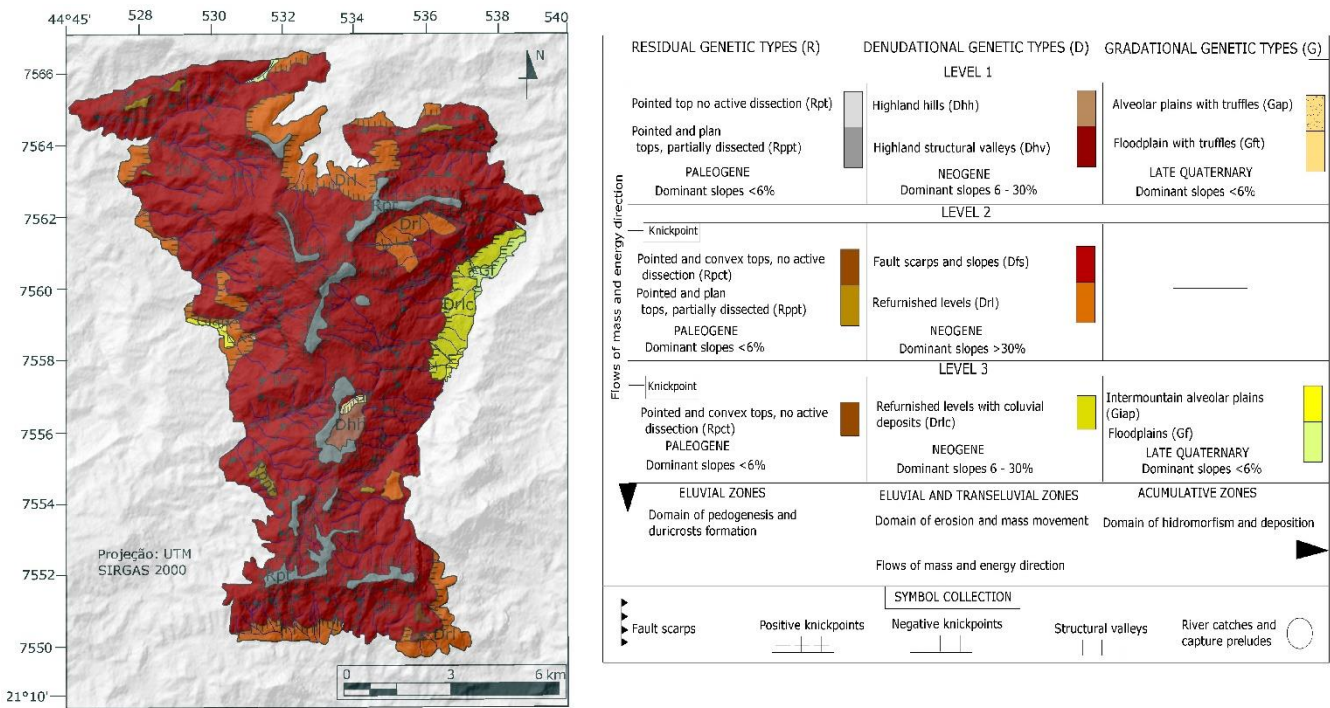 44°45' 528 530 532 534 536 538 540
N
7566
7564
7562
7560
7558
7556
7554
7552
7550
21°10'
Drl
Rpt
Drl
Gf
Drlc
Dhh
Rpt
Drl
Projeção: UTM
SIRGAS 2000
0 3 6 km
RESIDUAL GENETIC TYPES (R) DENUDATIONAL GENETIC TYPES (D) GRADATIONAL GENETIC TYPES (G)
LEVEL 1
Pointed top no active dissection (Rpt)
Pointed and plan
tops, partially dissected (Rppt)
PALEOGENE
Dominant slopes <6%
Highland hills (Dhh)
Highland structural valleys (Dhv)
NEOGENE
Dominant slopes 6 - 30%
Alveolar plains with truffles (Gap)
Floodplain with truffles (Gft)
LATE QUATERNARY
Dominant slopes <6%
LEVEL 2
Knickpoint
Pointed and convex tops, no active
dissection (Rpct)
Pointed and plan
tops, partially dissected (Rppt)
PALEOGENE
Dominant slopes <6%
Fault scarps and slopes (Dfs)
Refurnished levels (Drl)
NEOGENE
Dominant slopes >30%
LEVEL 3
Knickpoint
Pointed and convex tops, no active
dissection (Rpct)
PALEOGENE
Dominant slopes <6%
Refurnished levels with coluvial
deposits (Drlc)
NEOGENE
Dominant slopes 6 - 30%
Intermountain alveolar plains
(Giap)
Floodplains (Gf)
LATE QUATERNARY
Dominant slopes <6%
Flows of mass and energy direction
ELUVIAL ZONES
Domain of pedogenesis and
duricrosts formation
ELUVIAL AND TRANSELUVIAL ZONES
Domain of erosion and mass movement
ACUMULATIVE ZONES
Domain of hidromorfism and deposition
Flows of mass and energy direction
SYMBOL COLLECTION
Fault scarps
Positive knickpoints
Negative knickpoints
Structural valleys
River catches and
capture preludes